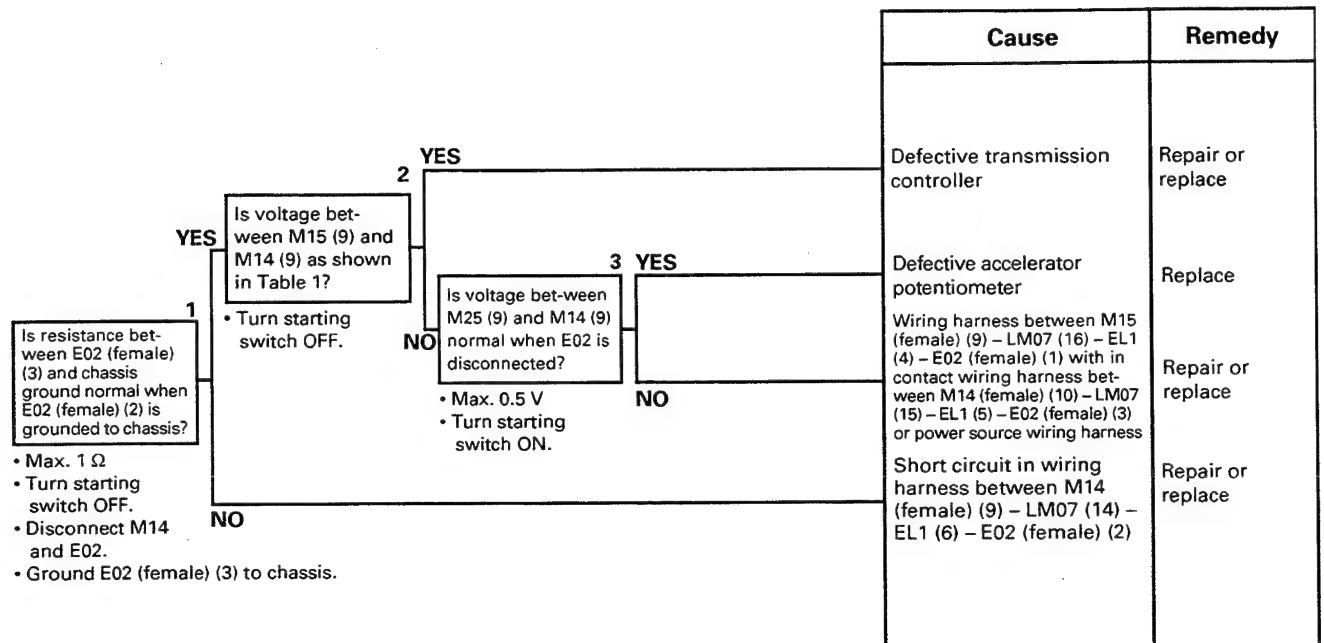 Cause
Remedy
YES
2
Defective transmission
controller
Repair or
replace
Is voltage bet-
ween M15 (9) and
M14 (9) as shown
in Table 1?
YES
• Turn starting
switch OFF.
3
YES
Defective accelerator
potentiometer
Replace
NO
Is voltage bet-ween
M25 (9) and M14 (9)
normal when E02 is
disconnected?
• Max. 0.5 V
• Turn starting
switch ON.
NO
Wiring harness between M15
(female) (9) – LM07 (16) – EL1
(4) – E02 (female) (1) with in
contact wiring harness bet-
ween M14 (female) (10) – LM07
(15) – EL1 (5) – E02 (female) (3)
or power source wiring harness
Repair or
replace
1
Is resistance bet-
ween E02 (female)
(3) and chassis
ground normal when
E02 (female) (2) is
grounded to chassis?
• Max. 1 Ω
• Turn starting
switch OFF.
• Disconnect M14
and E02.
• Ground E02 (female) (3) to chassis.
NO
Short circuit in wiring
harness between M14
(female) (9) – LM07 (14) –
EL1 (6) – E02 (female) (2)
Repair or
replace